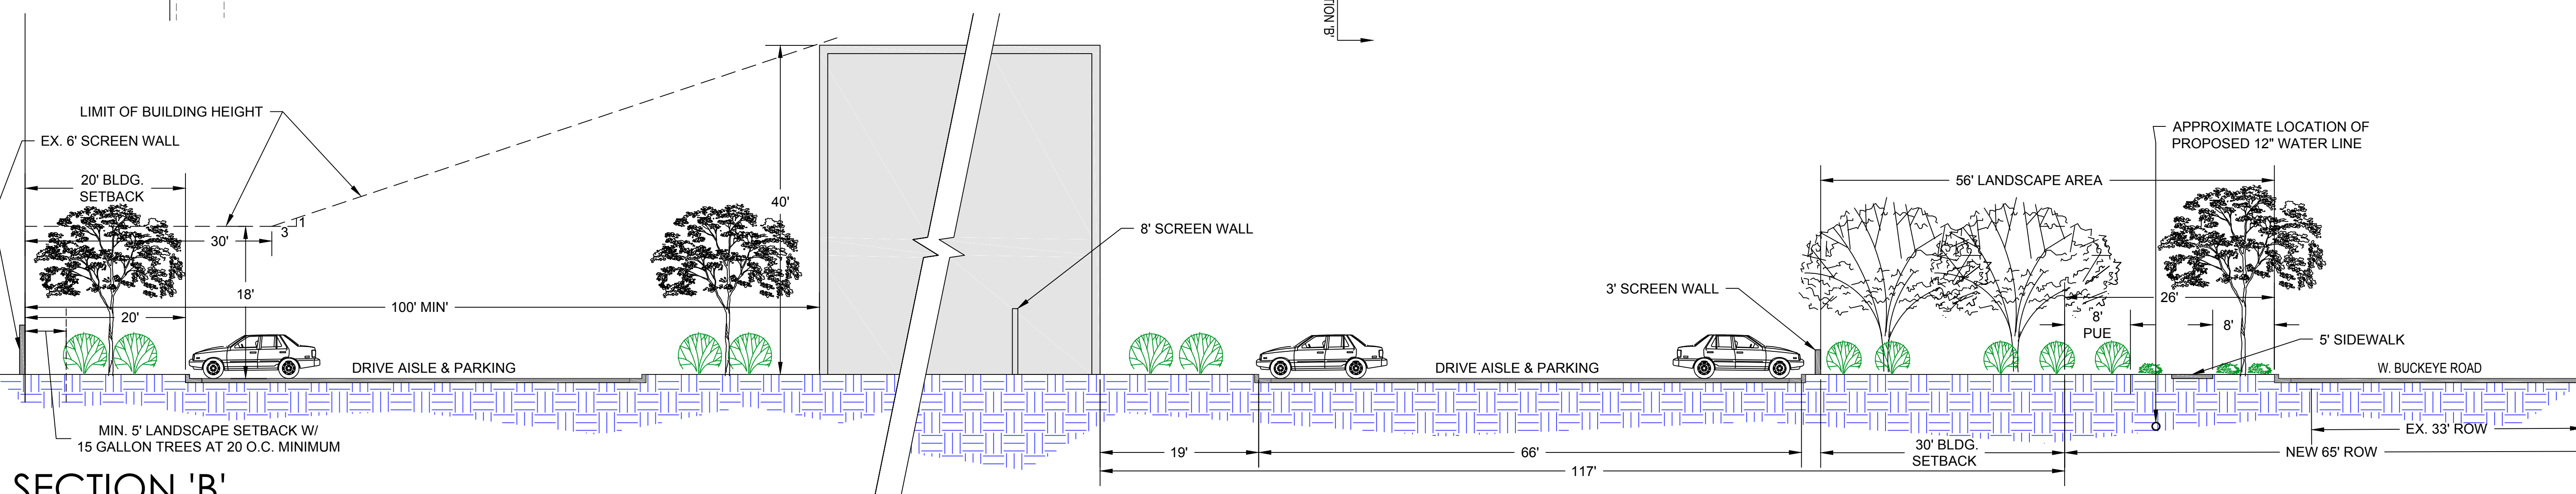 TION 'B'
LIMIT OF BUILDING HEIGHT
EX. 6' SCREEN WALL
20' BLDG.
SETBACK
30'
3
1
18'
20'
100' MIN'
40'
DRIVE AISLE & PARKING
MIN. 5' LANDSCAPE SETBACK W/
15 GALLON TREES AT 20 O.C. MINIMUM
8' SCREEN WALL
3' SCREEN WALL
DRIVE AISLE & PARKING
APPROXIMATE LOCATION OF
PROPOSED 12" WATER LINE
56' LANDSCAPE AREA
26'
8'
PUE
8'
5' SIDEWALK
W. BUCKEYE ROAD
19'
66'
30' BLDG.
SETBACK
117'
EX. 33' ROW
NEW 65' ROW
SECTION 'B'